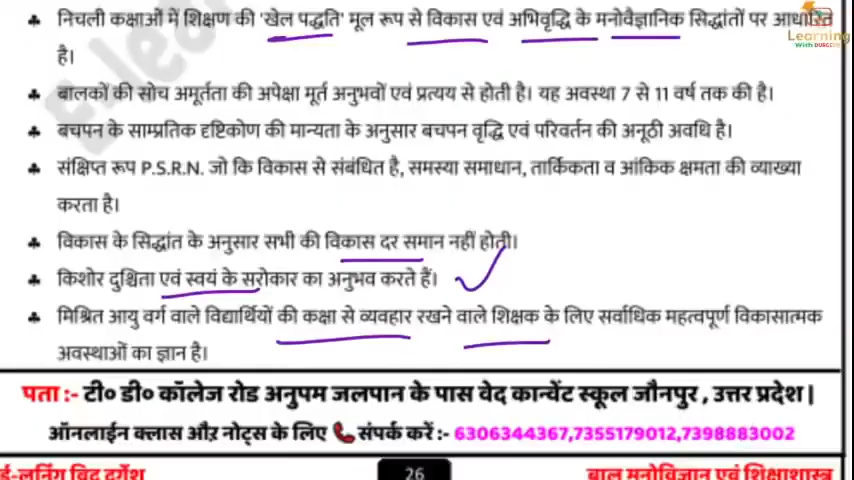 ♣ निचली कक्षाओं में शिक्षण की 'खेल पद्धति' मूल रूप से विकास एवं अभिवृद्धि के मनोवैज्ञानिक सिद्धांतों पर आधारित
है।
♣ बालकों की सोच अमूर्तता की अपेक्षा मूर्त अनुभवों एवं प्रत्यय से होती है। यह अवस्था 7 से 11 वर्ष तक की है।
♣ बचपन के साम्प्रतिक दृष्टिकोण की मान्यता के अनुसार बचपन वृद्धि एवं परिवर्तन की अनूठी अवधि है।
♣ संक्षिप्त रूप P.S.R.N. जो कि विकास से संबंधित है, समस्या समाधान, तार्किकता व आंकिक क्षमता की व्याख्या
करता है।
♣ विकास के सिद्धांत के अनुसार सभी की विकास दर समान नहीं होती।
♣ किशोर दुश्चिता एवं स्वयं के सरोकार का अनुभव करते हैं।
♣ मिश्रित आयु वर्ग वाले विद्यार्थियों की कक्षा से व्यवहार रखने वाले शिक्षक के लिए सर्वाधिक महत्वपूर्ण विकासात्मक
अवस्थाओं का ज्ञान है।
पता :- टी० डी० कॉलेज रोड अनुपम जलपान के पास वेद कान्वेंट स्कूल जौनपुर , उत्तर प्रदेश |
ऑनलाईन क्लास और नोट्स के लिए 📞 संपर्क करें :- 6306344367,7355179012,7398883002
ई-लर्निंग विद दुर्गेश 26 बाल मनोविज्ञान एवं शिक्षाशास्त्र
Learning
With DURGESH